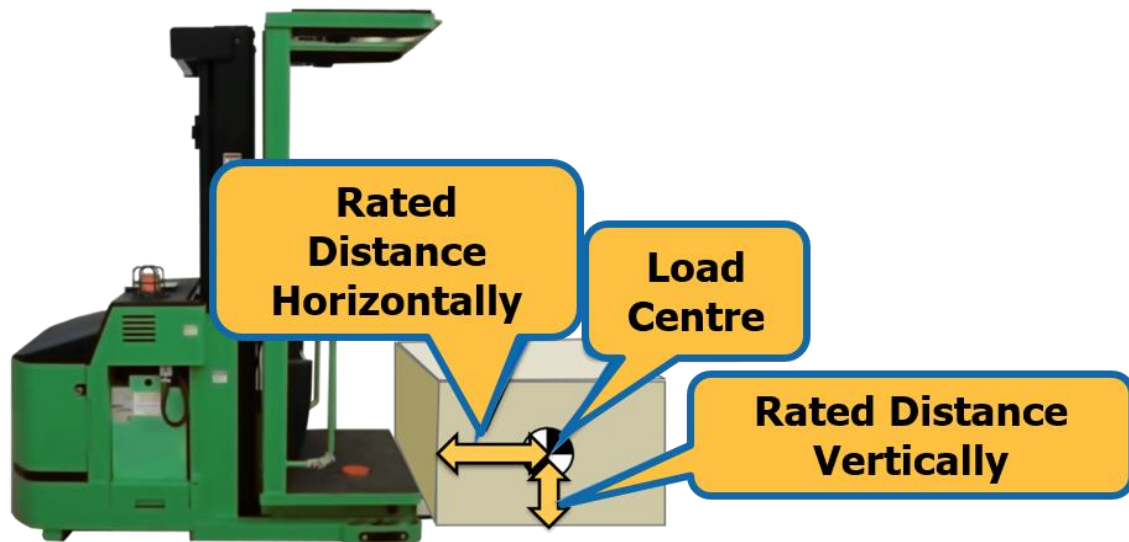 Rated
Distance
Horizontally
Load
Centre
Rated Distance
Vertically